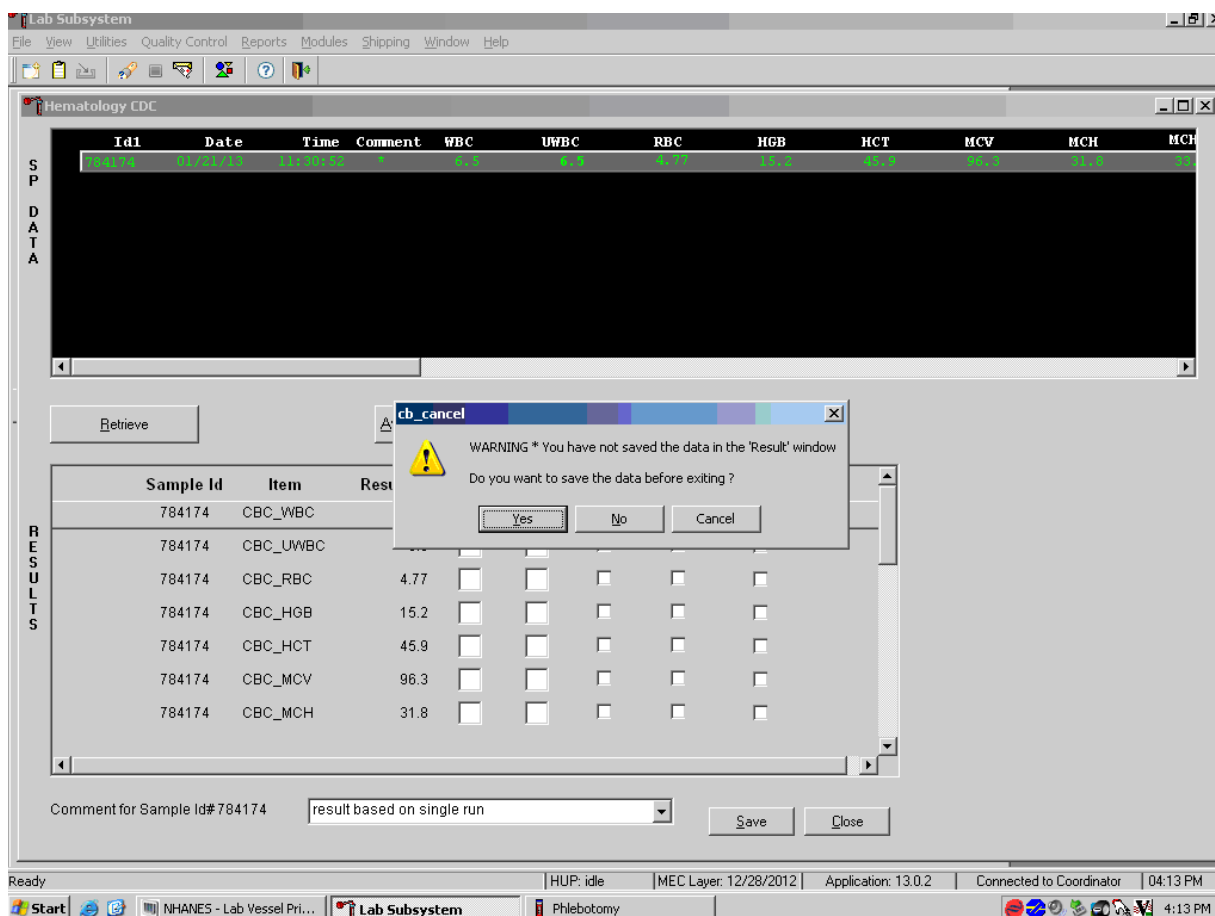 Lab Subsystem
File View Utilities Quality Control Reports Modules Shipping Window Help
Hematology CDC
Id1 Date Time Comment WBC UWBC RBC HGB HCT MCV MCH MCH
784174 01/21/13 11:30:52 * 6.5 6.5 4.77 15.2 45.9 96.3 31.8 33.
SP DATA
Retrieve
cb_cancel
WARNING * You have not saved the data in the 'Result' window
Do you want to save the data before exiting ?
Yes No Cancel
RESULTS
Sample Id Item Resu
784174 CBC_WBC
784174 CBC_UWBC
784174 CBC_RBC 4.77
784174 CBC_HGB 15.2
784174 CBC_HCT 45.9
784174 CBC_MCV 96.3
784174 CBC_MCH 31.8
Comment for Sample Id# 784174 result based on single run Save Close
Ready HUP: idle MEC Layer: 12/28/2012 Application: 13.0.2 Connected to Coordinator 04:13 PM
Start NHANES - Lab Vessel Pri... Lab Subsystem Phlebotomy 4:13 PM